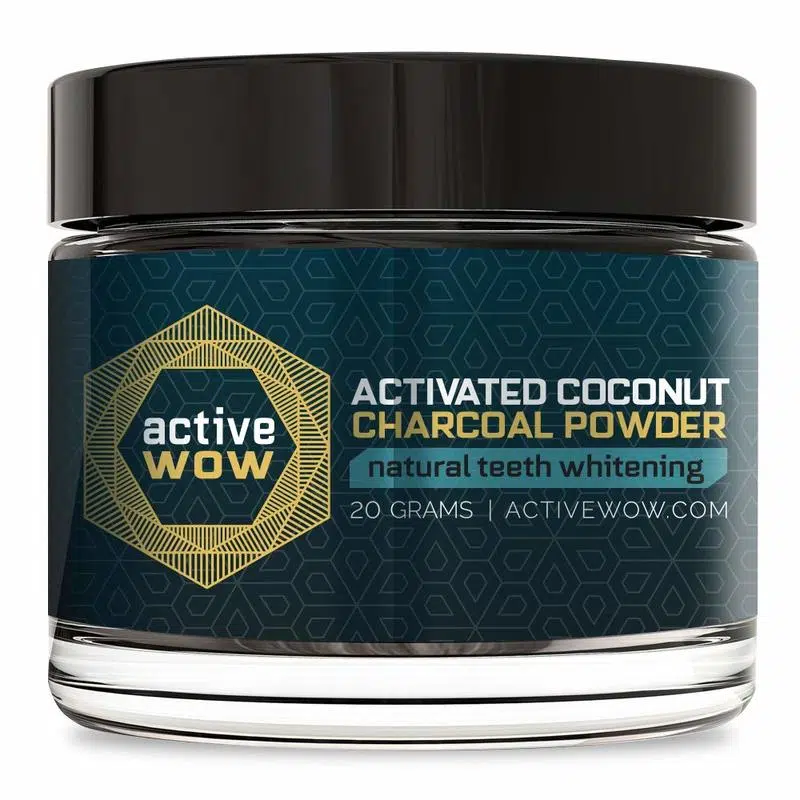 active
WOW
ACTIVATED COCONUT
CHARCOAL POWDER
natural teeth whitening
20 GRAMS | ACTIVEWOW.COM